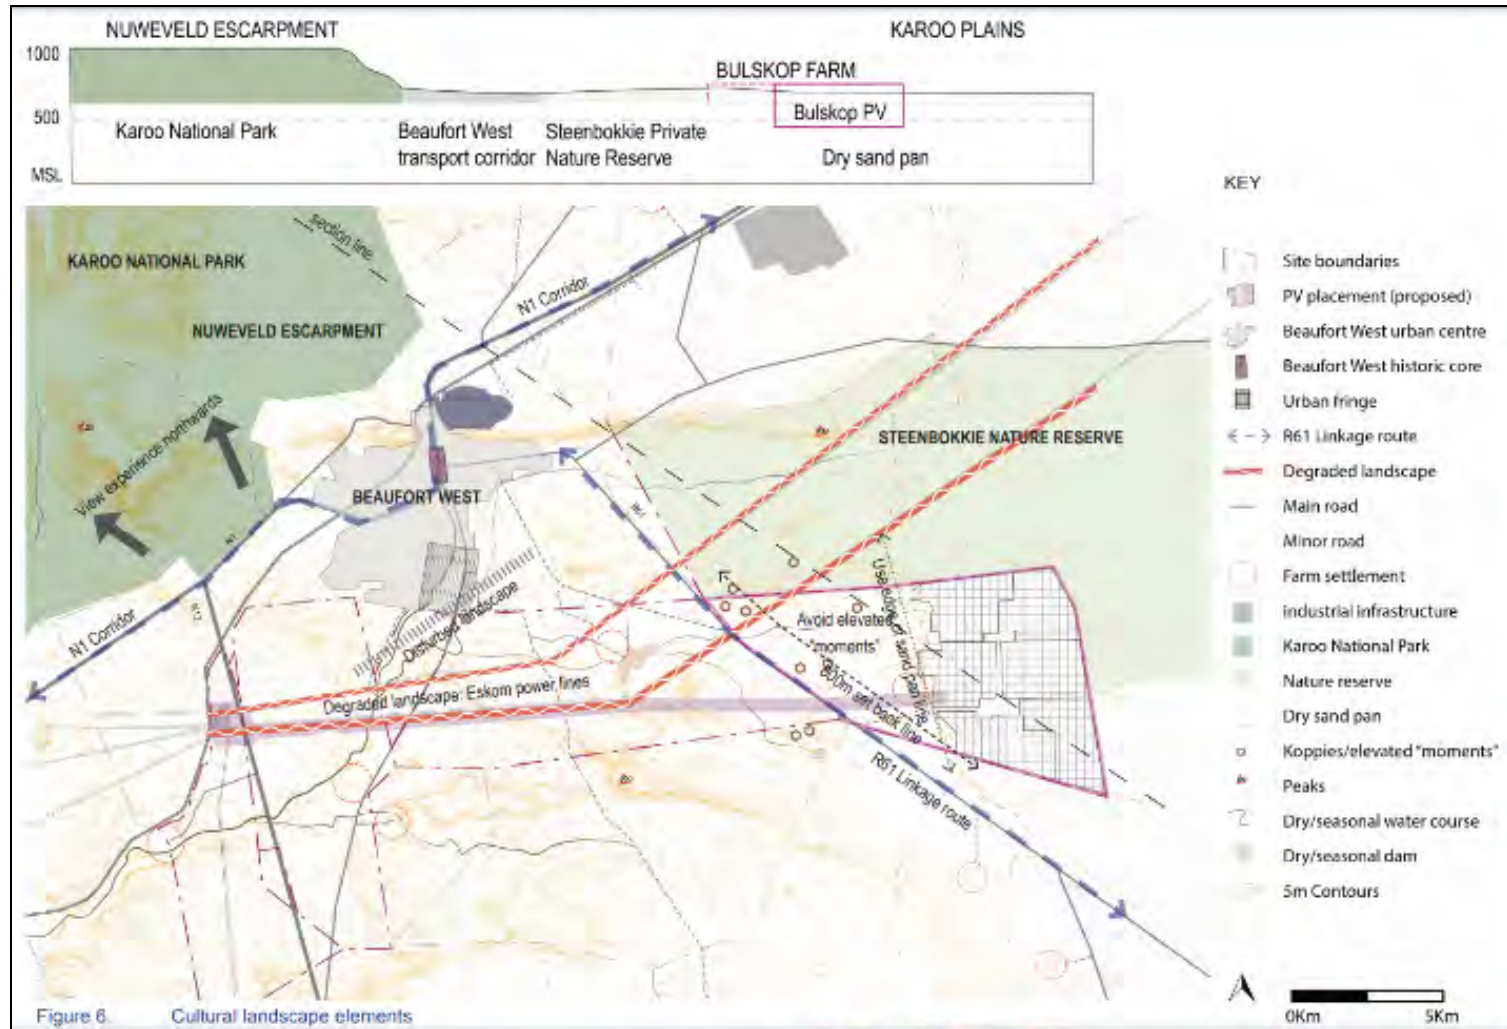 NUWEVELD ESCARPMENT
KAROO PLAINS
1000
BULSKOP FARM
500
Bulskop PV
Karoo National Park
Beaufort West
transport corridor
Steenbokkie Private
Nature Reserve
Dry sand pan
MSL
KEY
section line
KAROO NATIONAL PARK
N1 Corridor
NUWEVELD ESCARPMENT
View experience northwards
STEENBOKKIE NATURE RESERVE
BEAUFORT WEST
R61
N1
N12
Disturbed landscape
Use edge of sand pan line
Avoid elevated
"moments"
N1 Corridor
800m set back line
Degraded landscape: Eskom power lines
R61 Linkage route
Site boundaries
PV placement (proposed)
Beaufort West urban centre
Beaufort West historic core
Urban fringe
R61 Linkage route
Degraded landscape
Main road
Minor road
Farm settlement
industrial infrastructure
Karoo National Park
Nature reserve
Dry sand pan
Koppies/elevated "moments"
Peaks
Dry/seasonal water course
Dry/seasonal dam
5m Contours
0Km
5Km
Figure 6. Cultural landscape elements